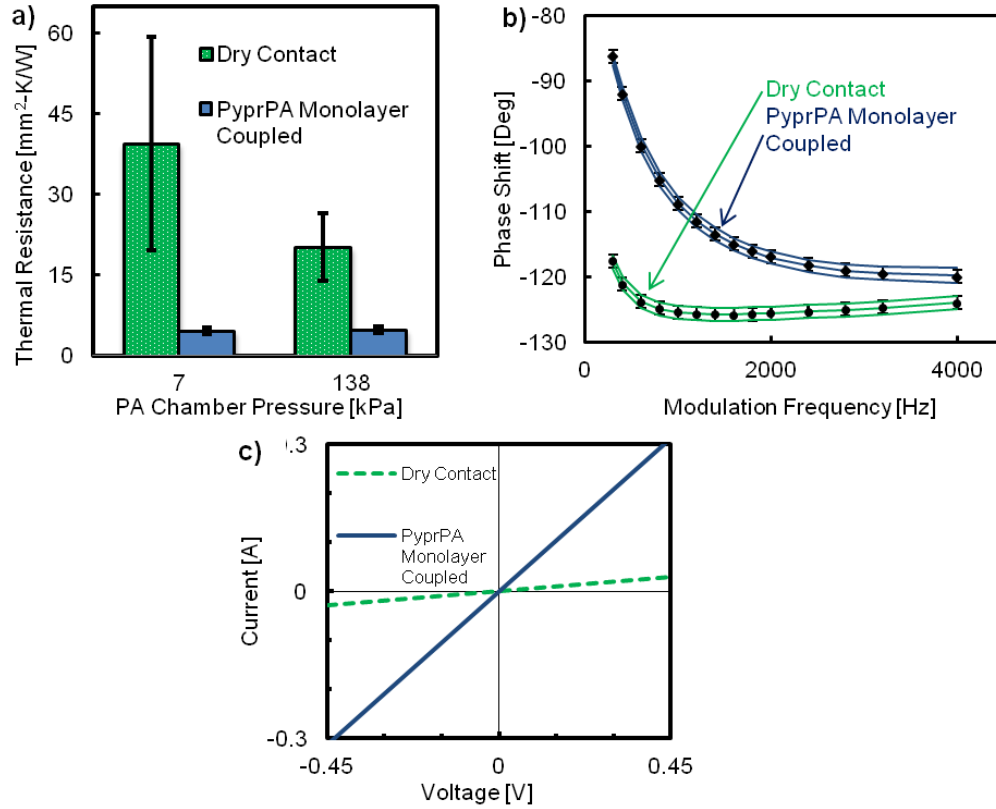 a)
Thermal Resistance [mm²-K/W]
60
45
30
15
0
Dry Contact
PyprPA Monolayer
Coupled
7
138
PA Chamber Pressure [kPa]
b)
Phase Shift [Deg]
-80
-90
-100
-110
-120
-130
Dry Contact
PyprPA Monolayer
Coupled
0
2000
4000
Modulation Frequency [Hz]
c)
Current [A]
0.3
0
-0.3
Dry Contact
PyprPA
Monolayer
Coupled
-0.45
0
0.45
Voltage [V]